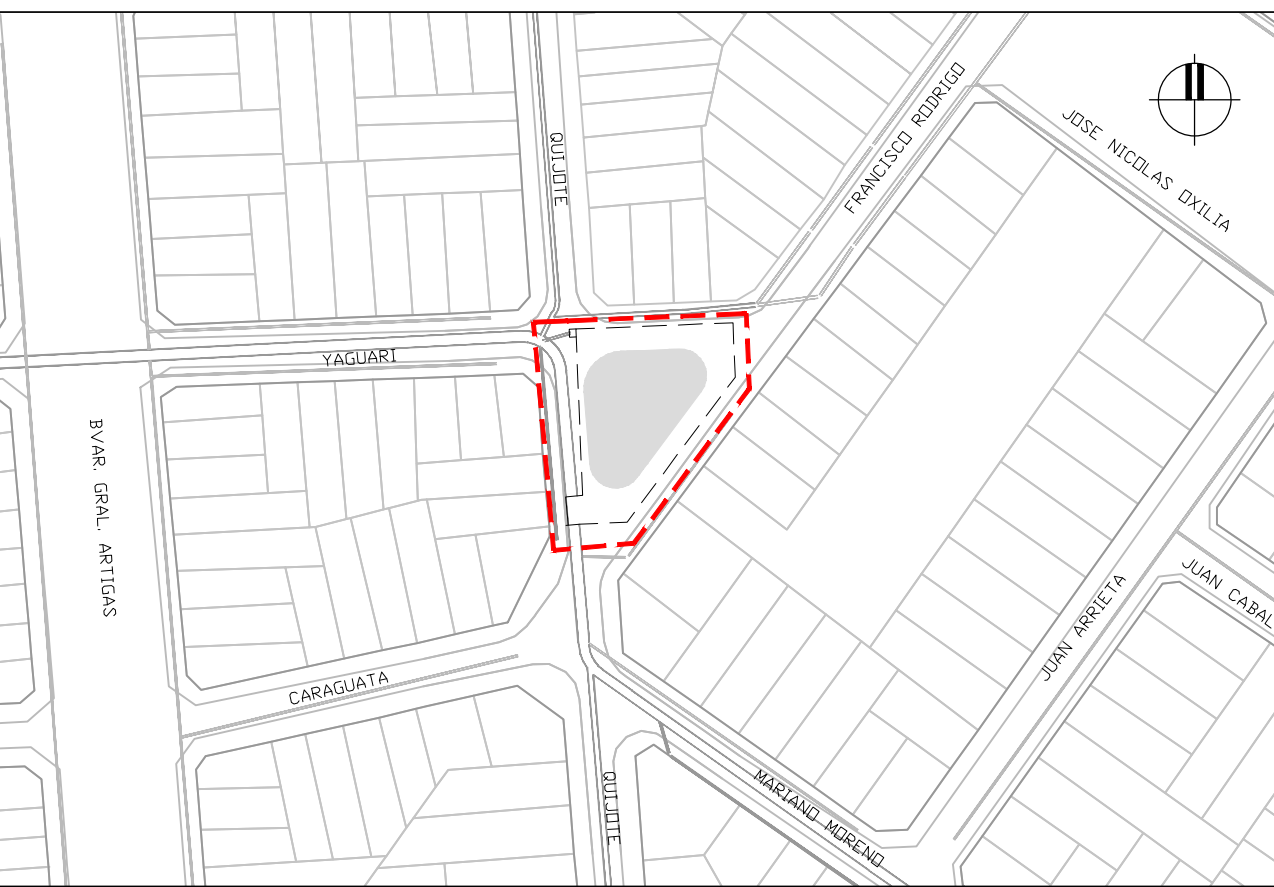 QUIJOTE
FRANCISCO RODRIGO
JOSE NICOLAS OXILIA
YAGUARI
BVAR. GRAL. ARTIGAS
JUAN CABAL
JUAN ARRIETA
CARAGUATA
QUIJOTE
MARIANO MORENO